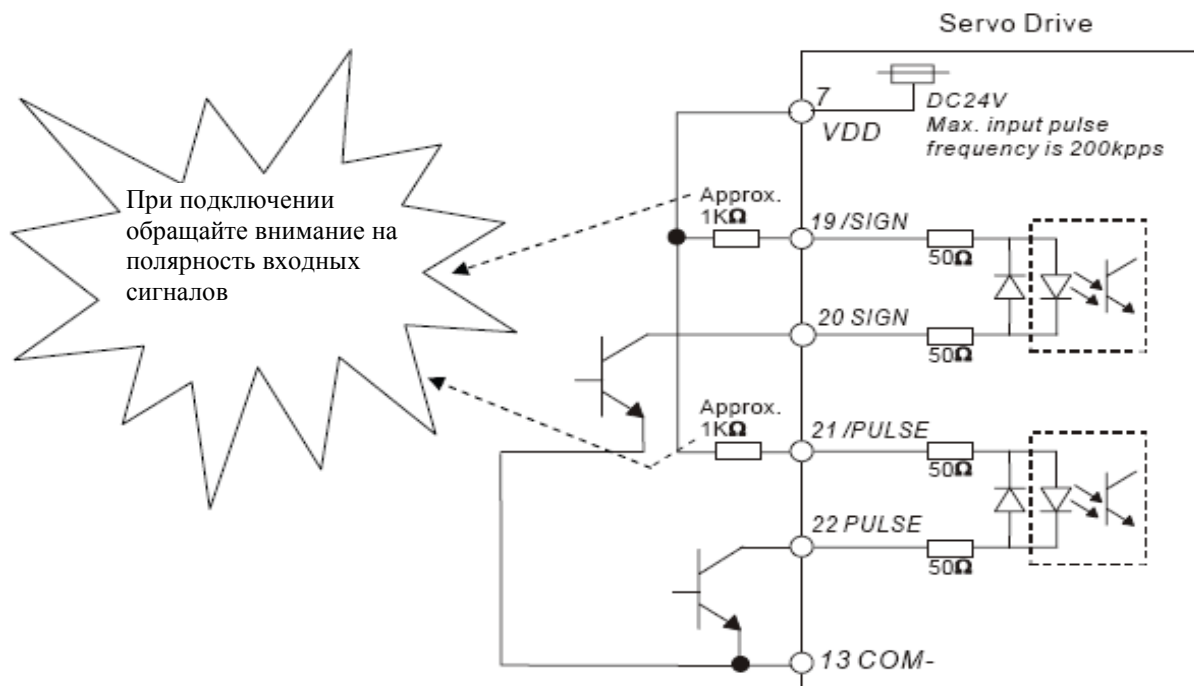 Servo Drive
7
VDD
DC24V
Max. input pulse
frequency is 200kpps
При подключении
обращайте внимание на
полярность входных
сигналов
Approx.
1KΩ
19 /SIGN
50Ω
20 SIGN
50Ω
Approx.
1KΩ
21 /PULSE
50Ω
22 PULSE
50Ω
13 COM-